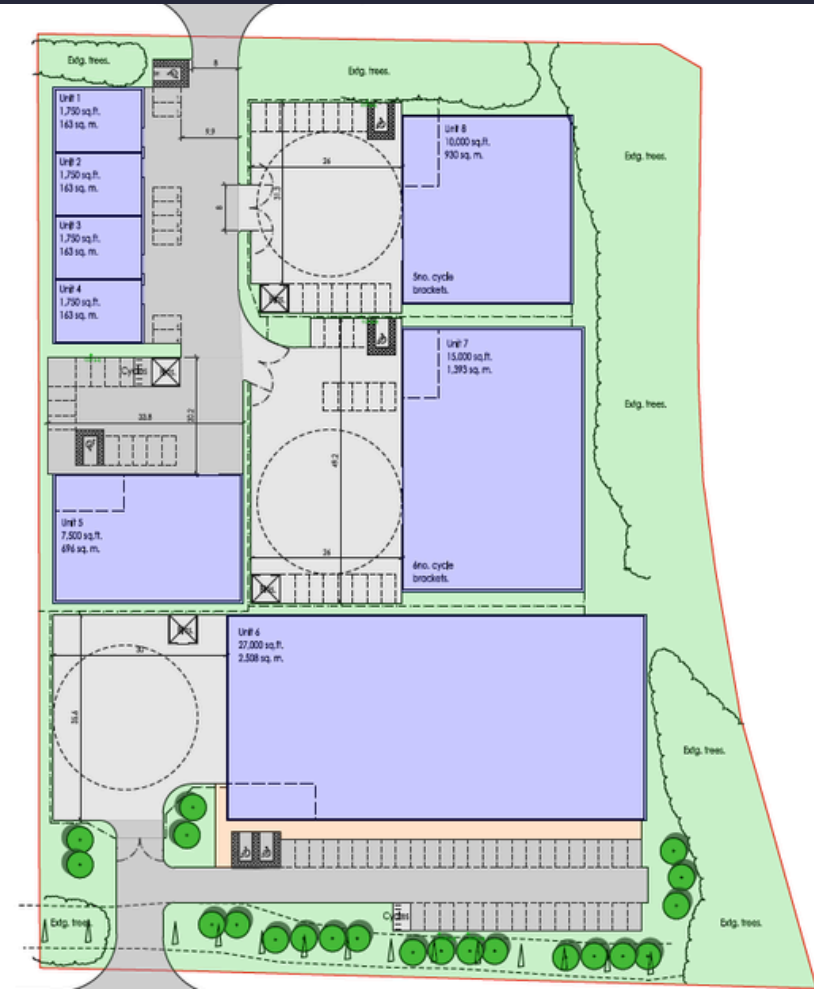 Extg. trees.
Extg. trees.
8
Unit 1
1,750 sq.ft.
163 sq. m.
9.9
Unit 8
10,000 sq.ft.
930 sq. m.
Extg. trees.
Unit 2
1,750 sq.ft.
163 sq. m.
26
8
Unit 3
1,750 sq.ft.
163 sq. m.
Unit 4
1,750 sq.ft.
163 sq. m.
5no. cycle
brackets.
Unit 7
15,000 sq.ft.
1,393 sq. m.
Cycles
Extg. trees.
33.8
20.2
49.2
Unit 5
7,500 sq.ft.
696 sq. m.
26
6no. cycle
brackets.
Unit 6
27,000 sq.ft.
2,508 sq. m.
35.6
Extg. trees.
Cycles
Extg. trees.
Extg. trees.